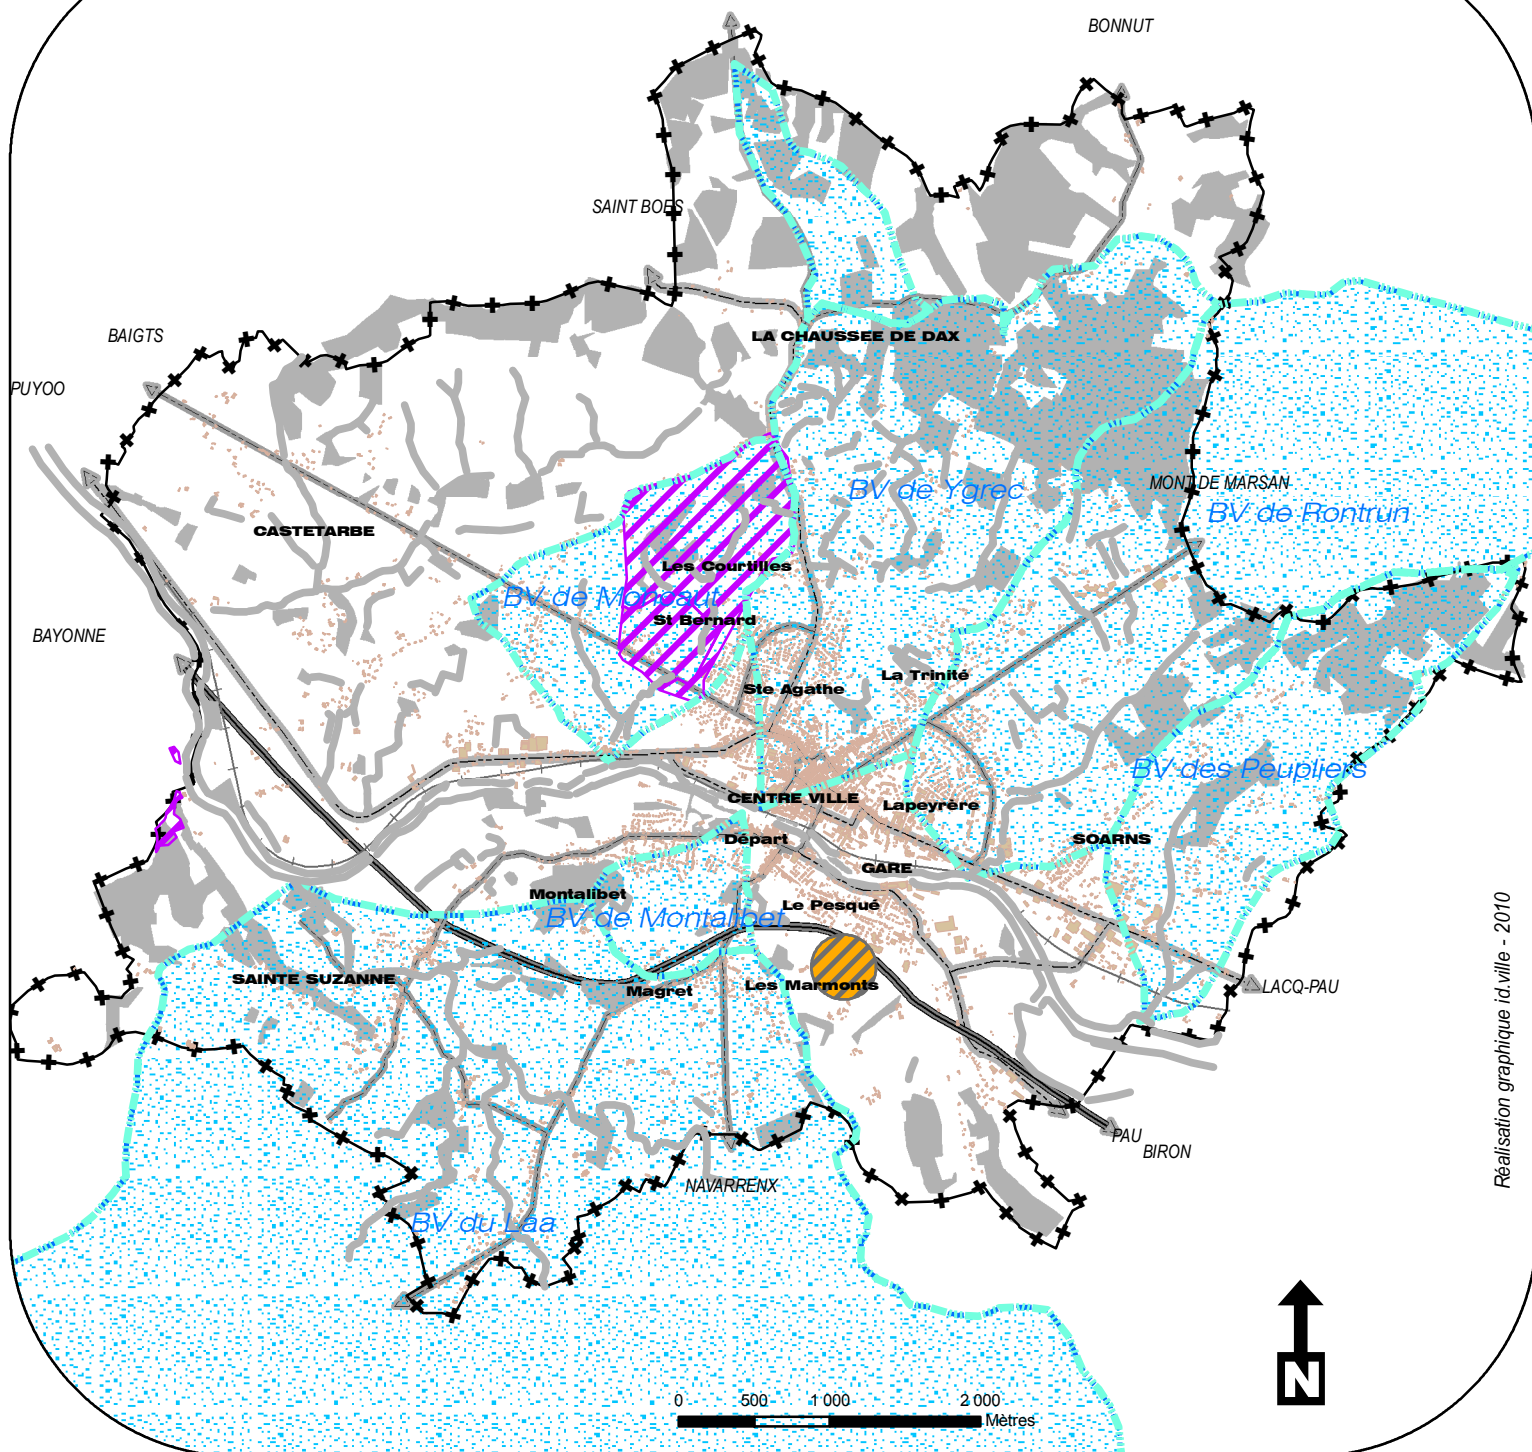 BONNUT
SAINT BOES
BAIGTS
LA CHAUSSEE DE DAX
PUYOO
MONT DE MARSAN
BV de Ygrec
BV de Rontrun
CASTETARBE
Les Courtilles
BV de Moncaut
St Bernard
BAYONNE
La Trinité
Ste Agathe
BV des Peupliers
CENTRE VILLE
Lapeyrère
Départ
SOARNS
GARE
Montalibet
Le Pesqué
BV de Montalibet
SAINTE SUZANNE
Magret
Les Marmonts
LACQ-PAU
PAU
BIRON
NAVARRENX
BV du Laa
Réalisation graphique id.ville - 2010
N
0 500 1 000 2 000
Mètres